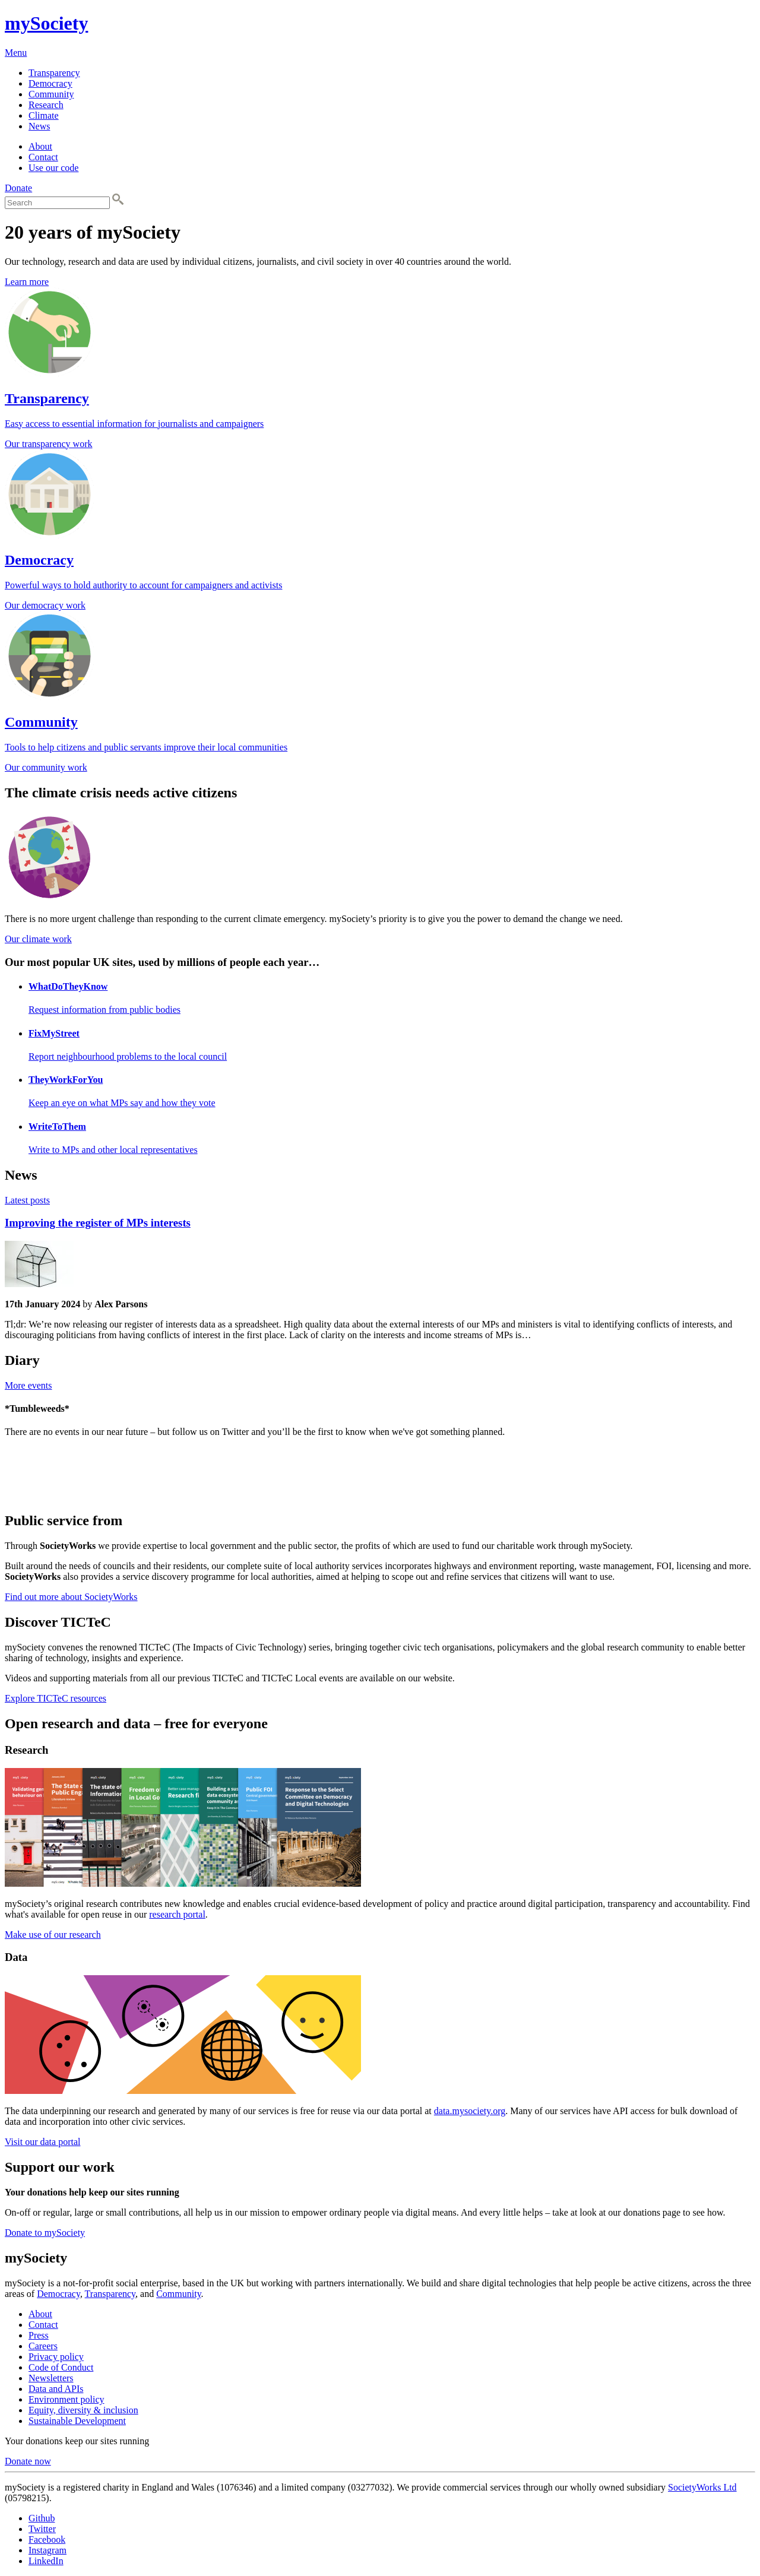 mySociety
Menu
Transparency
Democracy
Community
Research
Climate
News
About
Contact
Use our code
Donate
Search
20 years of mySociety
Our technology, research and data are used by individual citizens, journalists, and civil society in over 40 countries around the world.
Learn more
Transparency
Easy access to essential information for journalists and campaigners
Our transparency work
Democracy
Powerful ways to hold authority to account for campaigners and activists
Our democracy work
Community
Tools to help citizens and public servants improve their local communities
Our community work
The climate crisis needs active citizens
There is no more urgent challenge than responding to the current climate emergency. mySociety’s priority is to give you the power to demand the change we need.
Our climate work
Our most popular UK sites, used by millions of people each year…
WhatDoTheyKnow
Request information from public bodies
FixMyStreet
Report neighbourhood problems to the local council
TheyWorkForYou
Keep an eye on what MPs say and how they vote
WriteToThem
Write to MPs and other local representatives
News
Latest posts
Improving the register of MPs interests
17th January 2024 by Alex Parsons
Tl;dr: We’re now releasing our register of interests data as a spreadsheet. High quality data about the external interests of our MPs and ministers is vital to identifying conflicts of interests, and
discouraging politicians from having conflicts of interest in the first place. Lack of clarity on the interests and income streams of MPs is…
Diary
More events
*Tumbleweeds*
There are no events in our near future – but follow us on Twitter and you’ll be the first to know when we've got something planned.
Public service from
Through SocietyWorks we provide expertise to local government and the public sector, the profits of which are used to fund our charitable work through mySociety.
Built around the needs of councils and their residents, our complete suite of local authority services incorporates highways and environment reporting, waste management, FOI, licensing and more.
SocietyWorks also provides a service discovery programme for local authorities, aimed at helping to scope out and refine services that citizens will want to use.
Find out more about SocietyWorks
Discover TICTeC
mySociety convenes the renowned TICTeC (The Impacts of Civic Technology) series, bringing together civic tech organisations, policymakers and the global research community to enable better
sharing of technology, insights and experience.
Videos and supporting materials from all our previous TICTeC and TICTeC Local events are available on our website.
Explore TICTeC resources
Open research and data – free for everyone
Research
Validating
behaviour on
The State
Public Eng
The state of
Information
Freedom of
in Local Go
Research fi
Building a
data ecosystem
Public FOI
Response to the Select
Committee on Democracy
and Digital Technologies
mySociety’s original research contributes new knowledge and enables crucial evidence-based development of policy and practice around digital participation, transparency and accountability. Find
what's available for open reuse in our research portal.
Make use of our research
Data
The data underpinning our research and generated by many of our services is free for reuse via our data portal at data.mysociety.org. Many of our services have API access for bulk download of
data and incorporation into other civic services.
Visit our data portal
Support our work
Your donations help keep our sites running
On-off or regular, large or small contributions, all help us in our mission to empower ordinary people via digital means. And every little helps – take at look at our donations page to see how.
Donate to mySociety
mySociety
mySociety is a not-for-profit social enterprise, based in the UK but working with partners internationally. We build and share digital technologies that help people be active citizens, across the three
areas of Democracy, Transparency, and Community.
About
Contact
Press
Careers
Privacy policy
Code of Conduct
Newsletters
Data and APIs
Environment policy
Equity, diversity & inclusion
Sustainable Development
Your donations keep our sites running
Donate now
mySociety is a registered charity in England and Wales (1076346) and a limited company (03277032). We provide commercial services through our wholly owned subsidiary SocietyWorks Ltd
(05798215).
Github
Twitter
Facebook
Instagram
LinkedIn